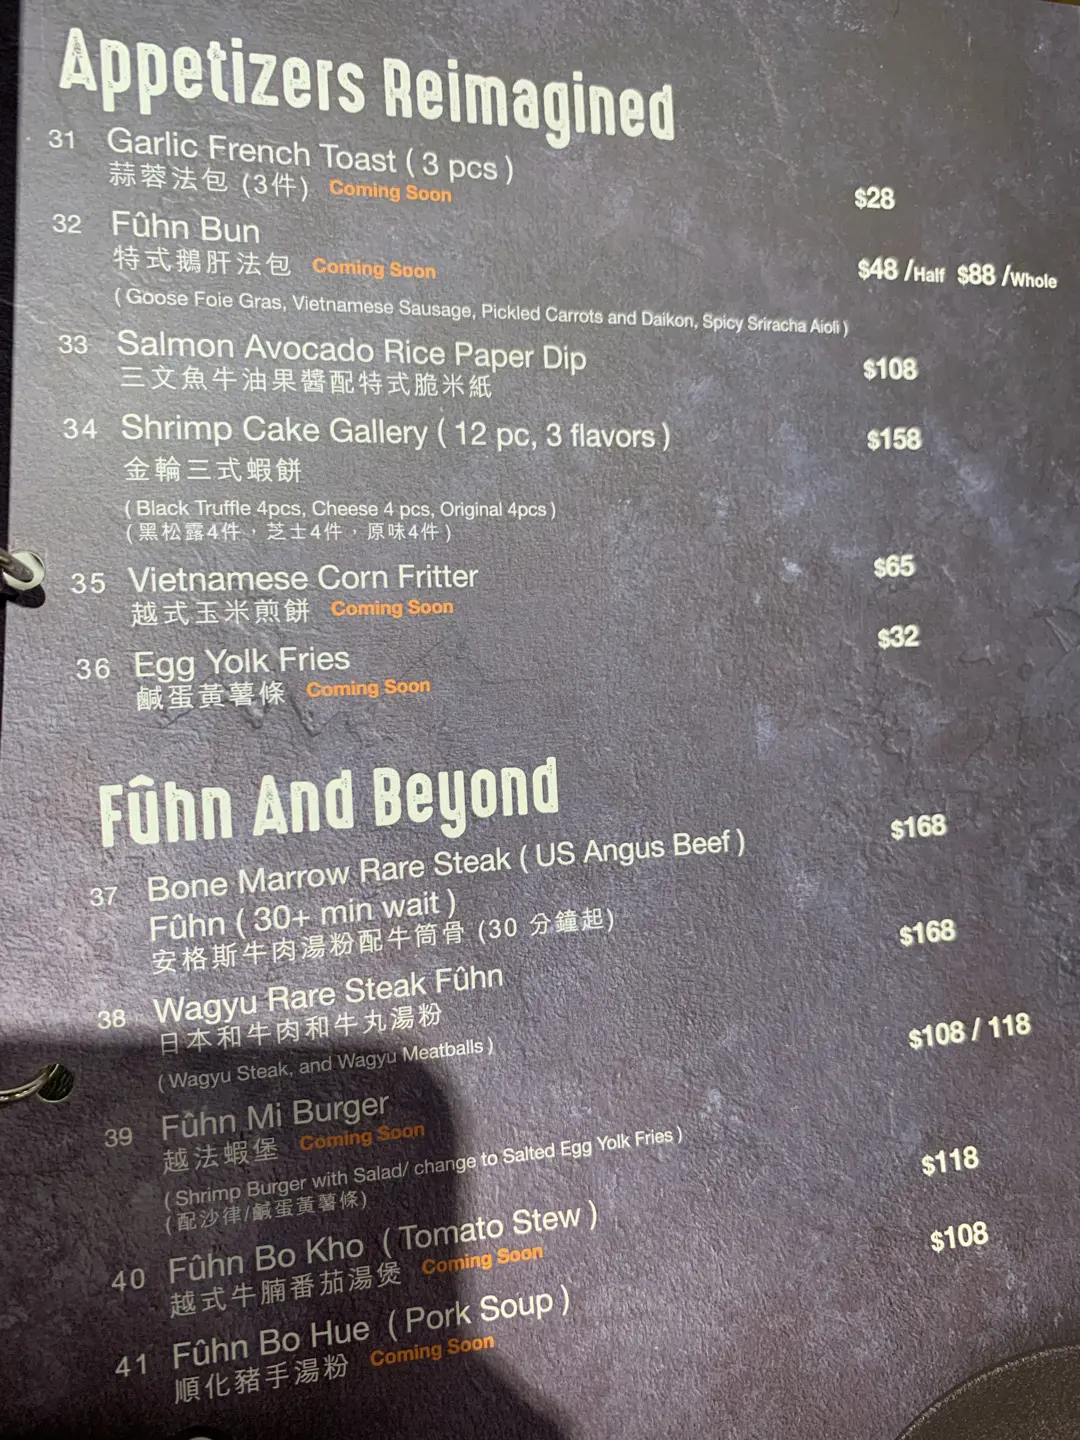 Appetizers Reimagined
31 Garlic French Toast ( 3 pcs )
蒜蓉法包 (3件) Coming Soon
$28
32 Fûhn Bun
特式鵝肝法包 Coming Soon
$48 /Half $88 /Whole
( Goose Foie Gras, Vietnamese Sausage, Pickled Carrots and Daikon, Spicy Sriracha Aioli )
33 Salmon Avocado Rice Paper Dip
三文魚牛油果醬配特式脆米紙
$108
34 Shrimp Cake Gallery ( 12 pc, 3 flavors )
金輪三式蝦餅
$158
( Black Truffle 4pcs, Cheese 4 pcs, Original 4pcs )
( 黑松露4件，芝士4件，原味4件 )
35 Vietnamese Corn Fritter
越式玉米煎餅 Coming Soon
$65
36 Egg Yolk Fries
鹹蛋黃薯條 Coming Soon
$32
Fûhn And Beyond
37 Bone Marrow Rare Steak ( US Angus Beef )
Fûhn ( 30+ min wait )
安格斯牛肉湯粉配牛筒骨 (30 分鐘起)
$168
38 Wagyu Rare Steak Fûhn
日本和牛肉和牛丸湯粉
( Wagyu Steak, and Wagyu Meatballs )
$168
39 Fûhn Mi Burger
越法蝦堡 Coming Soon
( Shrimp Burger with Salad/ change to Salted Egg Yolk Fries )
( 配沙律/鹹蛋黃薯條)
$108 / 118
40 Fûhn Bo Kho ( Tomato Stew )
越式牛腩番茄湯煲 Coming Soon
$118
41 Fûhn Bo Hue ( Pork Soup )
順化豬手湯粉 Coming Soon
$108